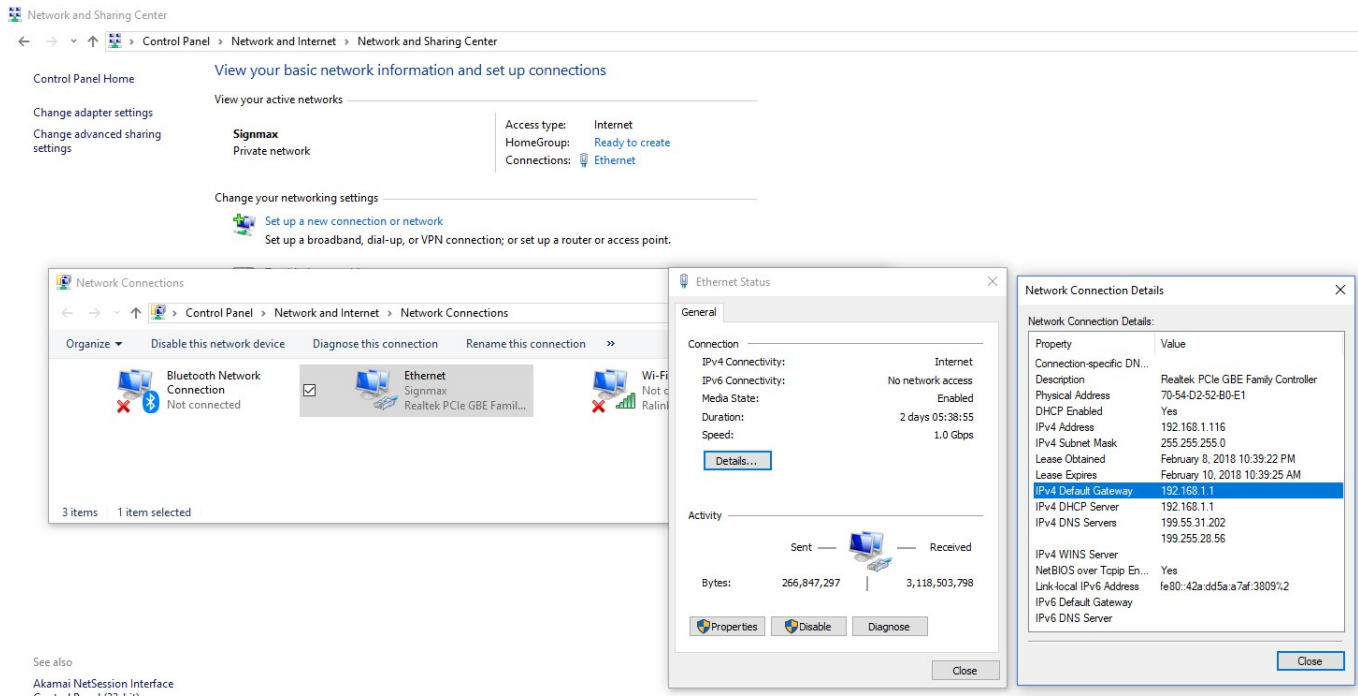 Network and Sharing Center
Control Panel > Network and Internet > Network and Sharing Center
Control Panel Home
Change adapter settings
Change advanced sharing
settings
View your basic network information and set up connections
View your active networks
Signmax
Private network
Access type: Internet
HomeGroup: Ready to create
Connections: Ethernet
Change your networking settings
Set up a new connection or network
Set up a broadband, dial-up, or VPN connection; or set up a router or access point.
Network Connections
Control Panel > Network and Internet > Network Connections
Organize Disable this network device Diagnose this connection Rename this connection »
Bluetooth Network
Connection
Not connected
Ethernet
Signmax
Realtek PCIe GBE Famil...
Wi-Fi
Not c
Ralin
3 items 1 item selected
Ethernet Status
General
Connection
IPv4 Connectivity: Internet
IPv6 Connectivity: No network access
Media State: Enabled
Duration: 2 days 05:38:55
Speed: 1.0 Gbps
Details...
Activity
Sent — — Received
Bytes: 266,847,297 | 3,118,503,798
Properties Disable Diagnose
Close
Network Connection Details
Network Connection Details:
Property Value
Connection-specific DN...
Description Realtek PCIe GBE Family Controller
Physical Address 70-54-D2-52-B0-E1
DHCP Enabled Yes
IPv4 Address 192.168.1.116
IPv4 Subnet Mask 255.255.255.0
Lease Obtained February 8, 2018 10:39:22 PM
Lease Expires February 10, 2018 10:39:25 AM
IPv4 Default Gateway 192.168.1.1
IPv4 DHCP Server 192.168.1.1
IPv4 DNS Servers 199.55.31.202
199.255.28.56
IPv4 WINS Server
NetBIOS over Tcpip En... Yes
Link-local IPv6 Address fe80::42a:dd5a:a7af:3809%2
IPv6 Default Gateway
IPv6 DNS Server
Close
See also
Akamai NetSession Interface